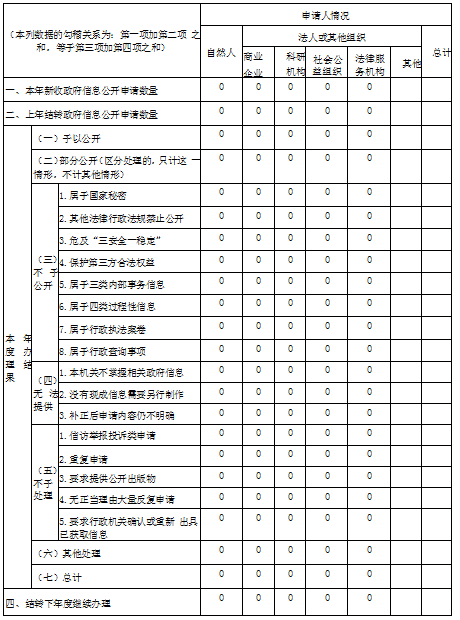 （本列数据的勾稽关系为：第一项加第二项 之和，等于第三项加第四项之和）
申请人情况
自然人
法人或其他组织
总计
商业企业
科研机构
社会公益组织
法律服务机构
其他
一、本年新收政府信息公开申请数量 0 0 0 0 0
二、上年结转政府信息公开申请数量 0 0 0 0 0
本年度办理结果
（一）予以公开 0 0 0 0 0
（二）部分公开（区分处理的，只计这一情形，不计其他情形） 0 0 0 0 0
（三）不予公开
1.属于国家秘密 0 0 0 0 0
2.其他法律行政法规禁止公开 0 0 0 0 0
3.危及“三安全一稳定” 0 0 0 0 0
4.保护第三方合法权益 0 0 0 0 0
5.属于三类内部事务信息 0 0 0 0 0
6.属于四类过程性信息 0 0 0 0 0
7.属于行政执法案卷 0 0 0 0 0
8.属于行政查询事项 0 0 0 0 0
（四）无法提供
1.本机关不掌握相关政府信息 0 0 0 0 0
2.没有现成信息需要另行制作 0 0 0 0 0
3.补正后申请内容仍不明确 0 0 0 0 0
（五）不予处理
1.信访举报投诉类申请 0 0 0 0 0
2.重复申请 0 0 0 0 0
3.要求提供公开出版物 0 0 0 0 0
4.无正当理由大量反复申请 0 0 0 0 0
5.要求行政机关确认或重新 出具已获取信息 0 0 0 0 0
（六）其他处理 0 0 0 0 0
（七）总计 0 0 0 0 0
四、结转下年度继续办理 0 0 0 0 0